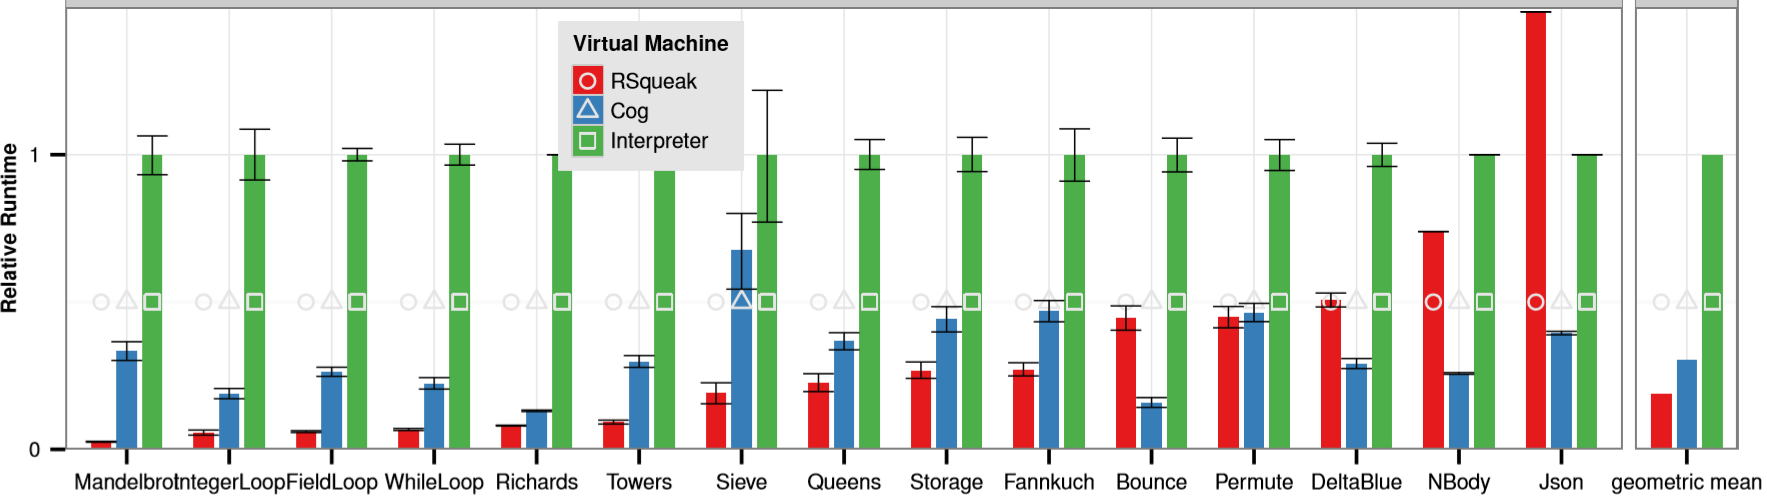 Virtual Machine
RSqueak
Cog
Interpreter
Relative Runtime
1
0
Mandelbrot IntegerLoop FieldLoop WhileLoop Richards Towers Sieve Queens Storage Fannkuch Bounce Permute DeltaBlue NBody Json geometric mean